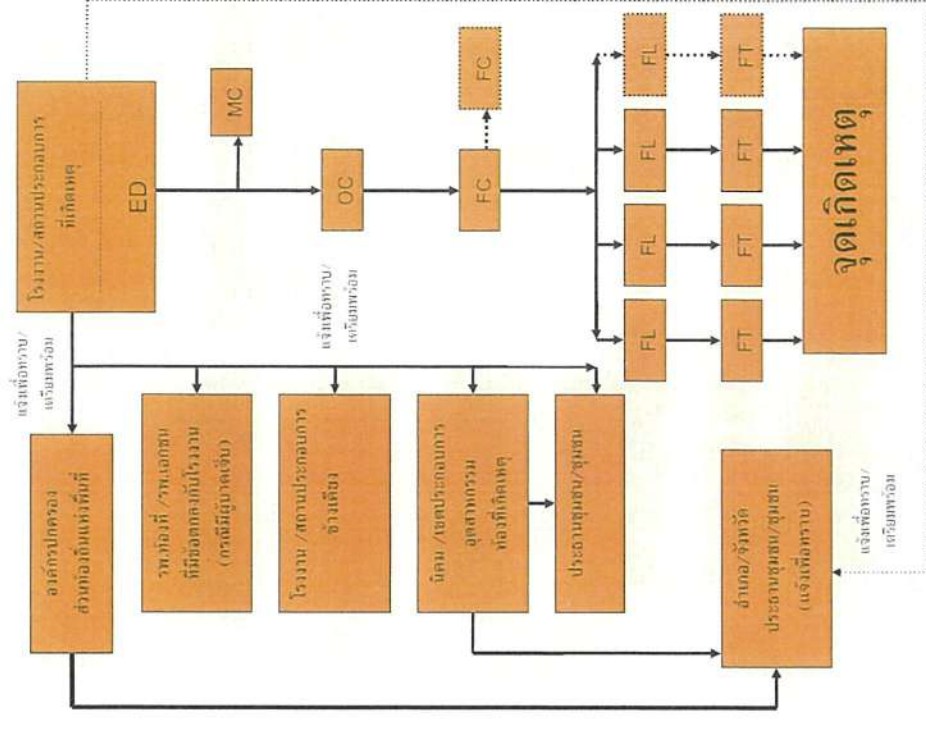 โรงงาน/สถานประกอบการ
ที่เกิดเหตุ
ED
MC
OC
FC
FC
FL
FL
FL
FL
FT
FT
FT
FT
จุดเกิดเหตุ
แจ้งเพื่อทราบ/
เตรียมพร้อม
แจ้งเพื่อทราบ/
เตรียมพร้อม
องค์กรปกครอง
ส่วนท้องถิ่นแห่งพื้นที่
รพ.ท้องที่/รพ.เอกชน
ที่มีข้อตกลงกับโรงงาน
(กรณีมีผู้บาดเจ็บ)
โรงงาน/สถานประกอบการ
ข้างเคียง
นิคม/เขตประกอบการ
อุตสาหกรรม
ท้องที่เกิดเหตุ
ประธานชุมชน/ชุมชน
อำเภอ/จังหวัด
ประธานชุมชน/ชุมชน
(แจ้งเพื่อทราบ)
แจ้งเพื่อทราบ/
เตรียมพร้อม